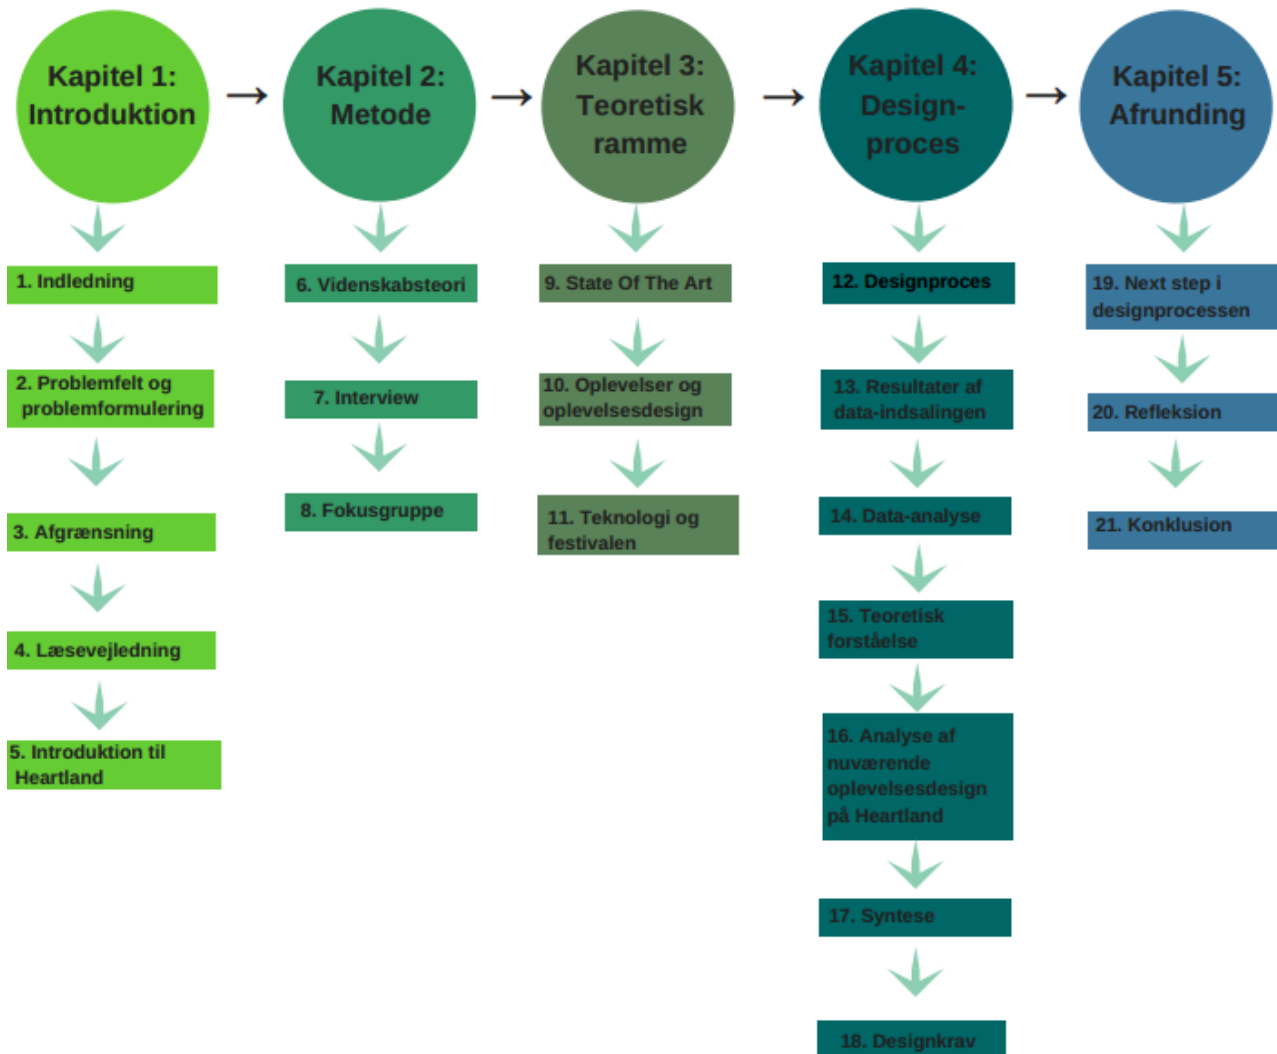 Kapitel 1:
Introduktion
→
Kapitel 2:
Metode
→
Kapitel 3:
Teoretisk
ramme
→
Kapitel 4:
Design-
proces
→
Kapitel 5:
Afrunding
1. Indledning
2. Problemfelt og
problemformulering
3. Afgrænsning
4. Læsevejledning
5. Introduktion til
Heartland
6. Videnskabsteori
7. Interview
8. Fokusgruppe
9. State Of The Art
10. Oplevelser og
oplevelsesdesign
11. Teknologi og
festivalen
12. Designproces
13. Resultater af
data-indsalingen
14. Data-analyse
15. Teoretisk
forståelse
16. Analyse af
nuværende
oplevelsesdesign
på Heartland
17. Syntese
18. Designkrav
19. Next step i
designprocessen
20. Refleksion
21. Konklusion